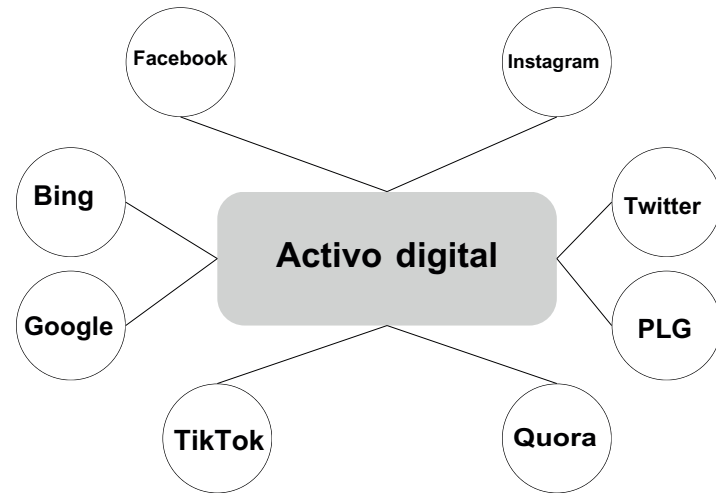 Facebook
Instagram
Bing
Twitter
Activo digital
Google
PLG
TikTok
Quora